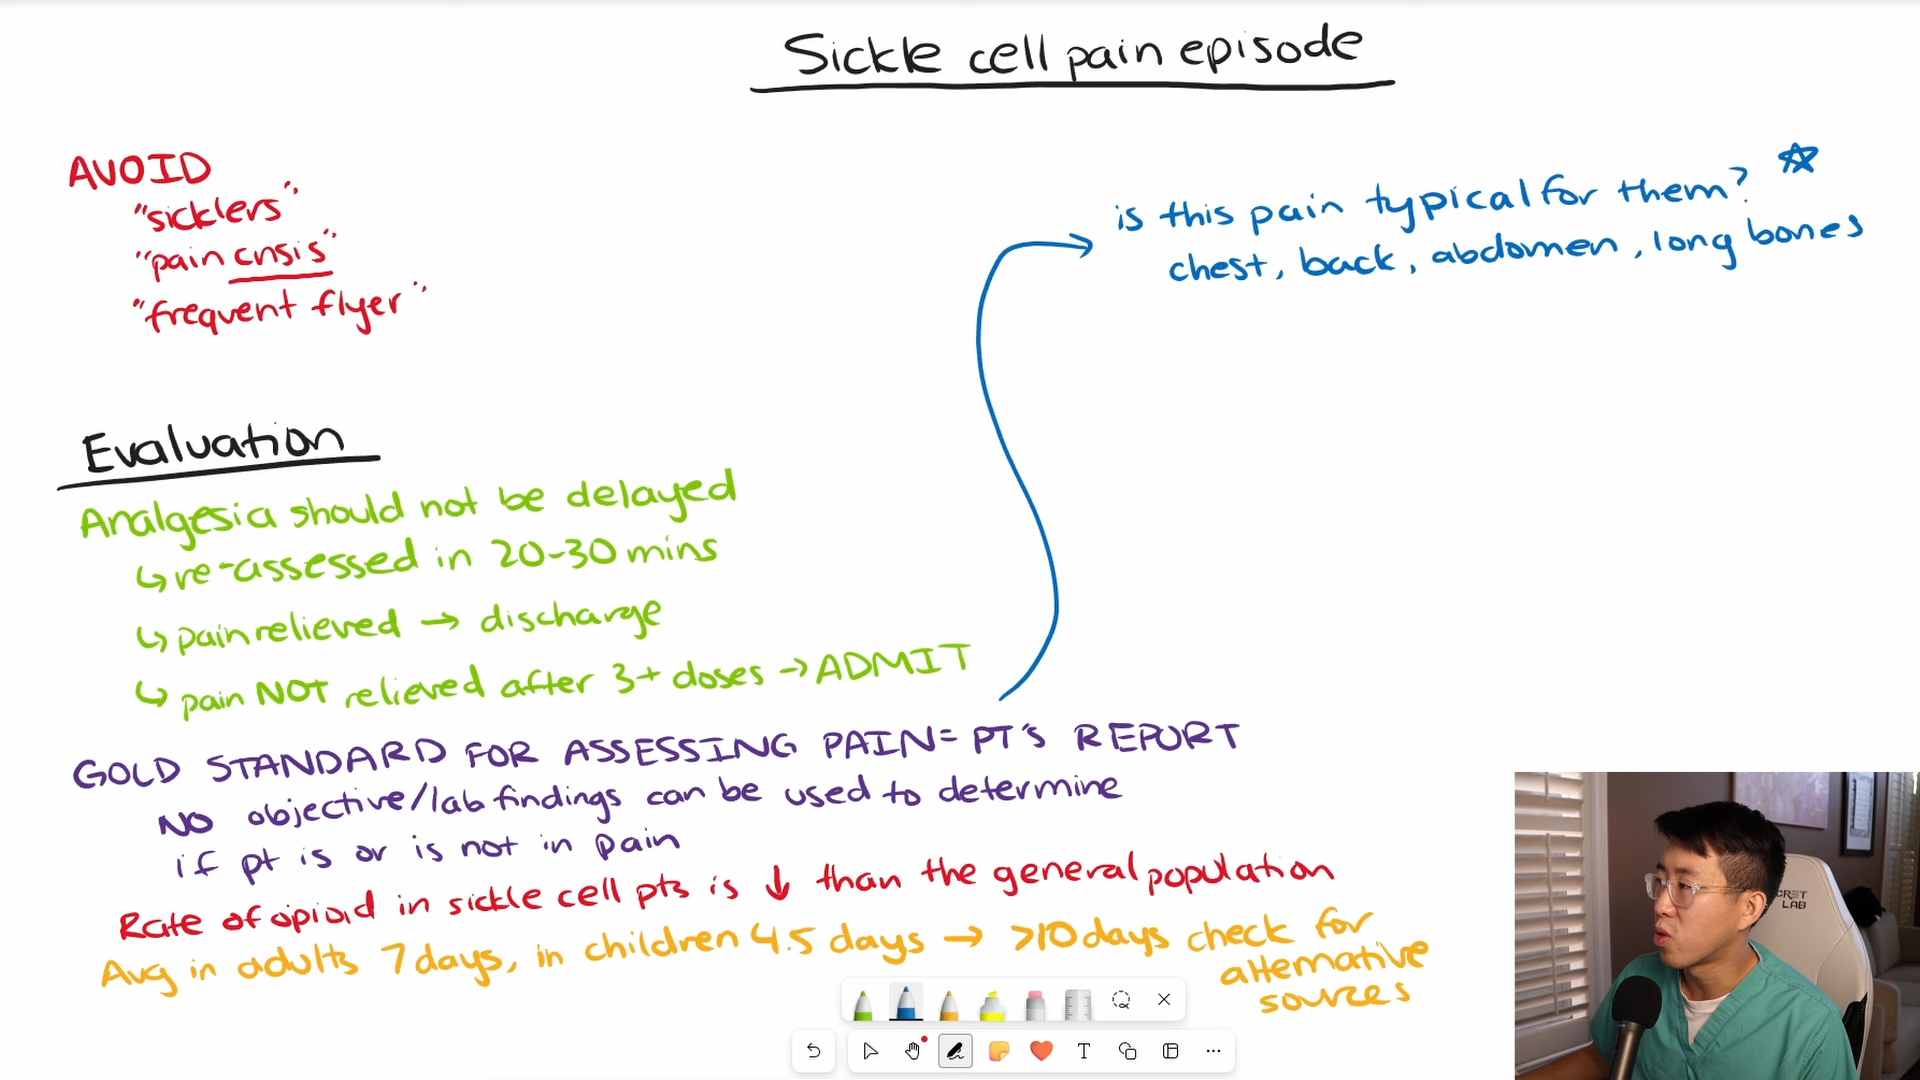 Sickle cell pain episode
AVOID
"sicklers"
"pain crisis"
"frequent flyer"
is this pain typical for them?
chest, back, abdomen, long bones
Evaluation
Analgesia should not be delayed
↳ re-assessed in 20-30 mins
↳ pain relieved → discharge
↳ pain NOT relieved after 3+ doses → ADMIT
GOLD STANDARD FOR ASSESSING PAIN = PT'S REPORT
NO objective/lab findings can be used to determine
if pt is or is not in pain
Rate of opioid in sickle cell pts is ↓ than the general population
Avg in adults 7 days, in children 4.5 days → >10 days check for
alternative
sources
T
CRET
LAB